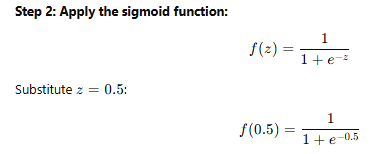 Step 2: Apply the sigmoid function:
f(z) = 1 / (1 + e^{-z})
Substitute z = 0.5:
f(0.5) = 1 / (1 + e^{-0.5})